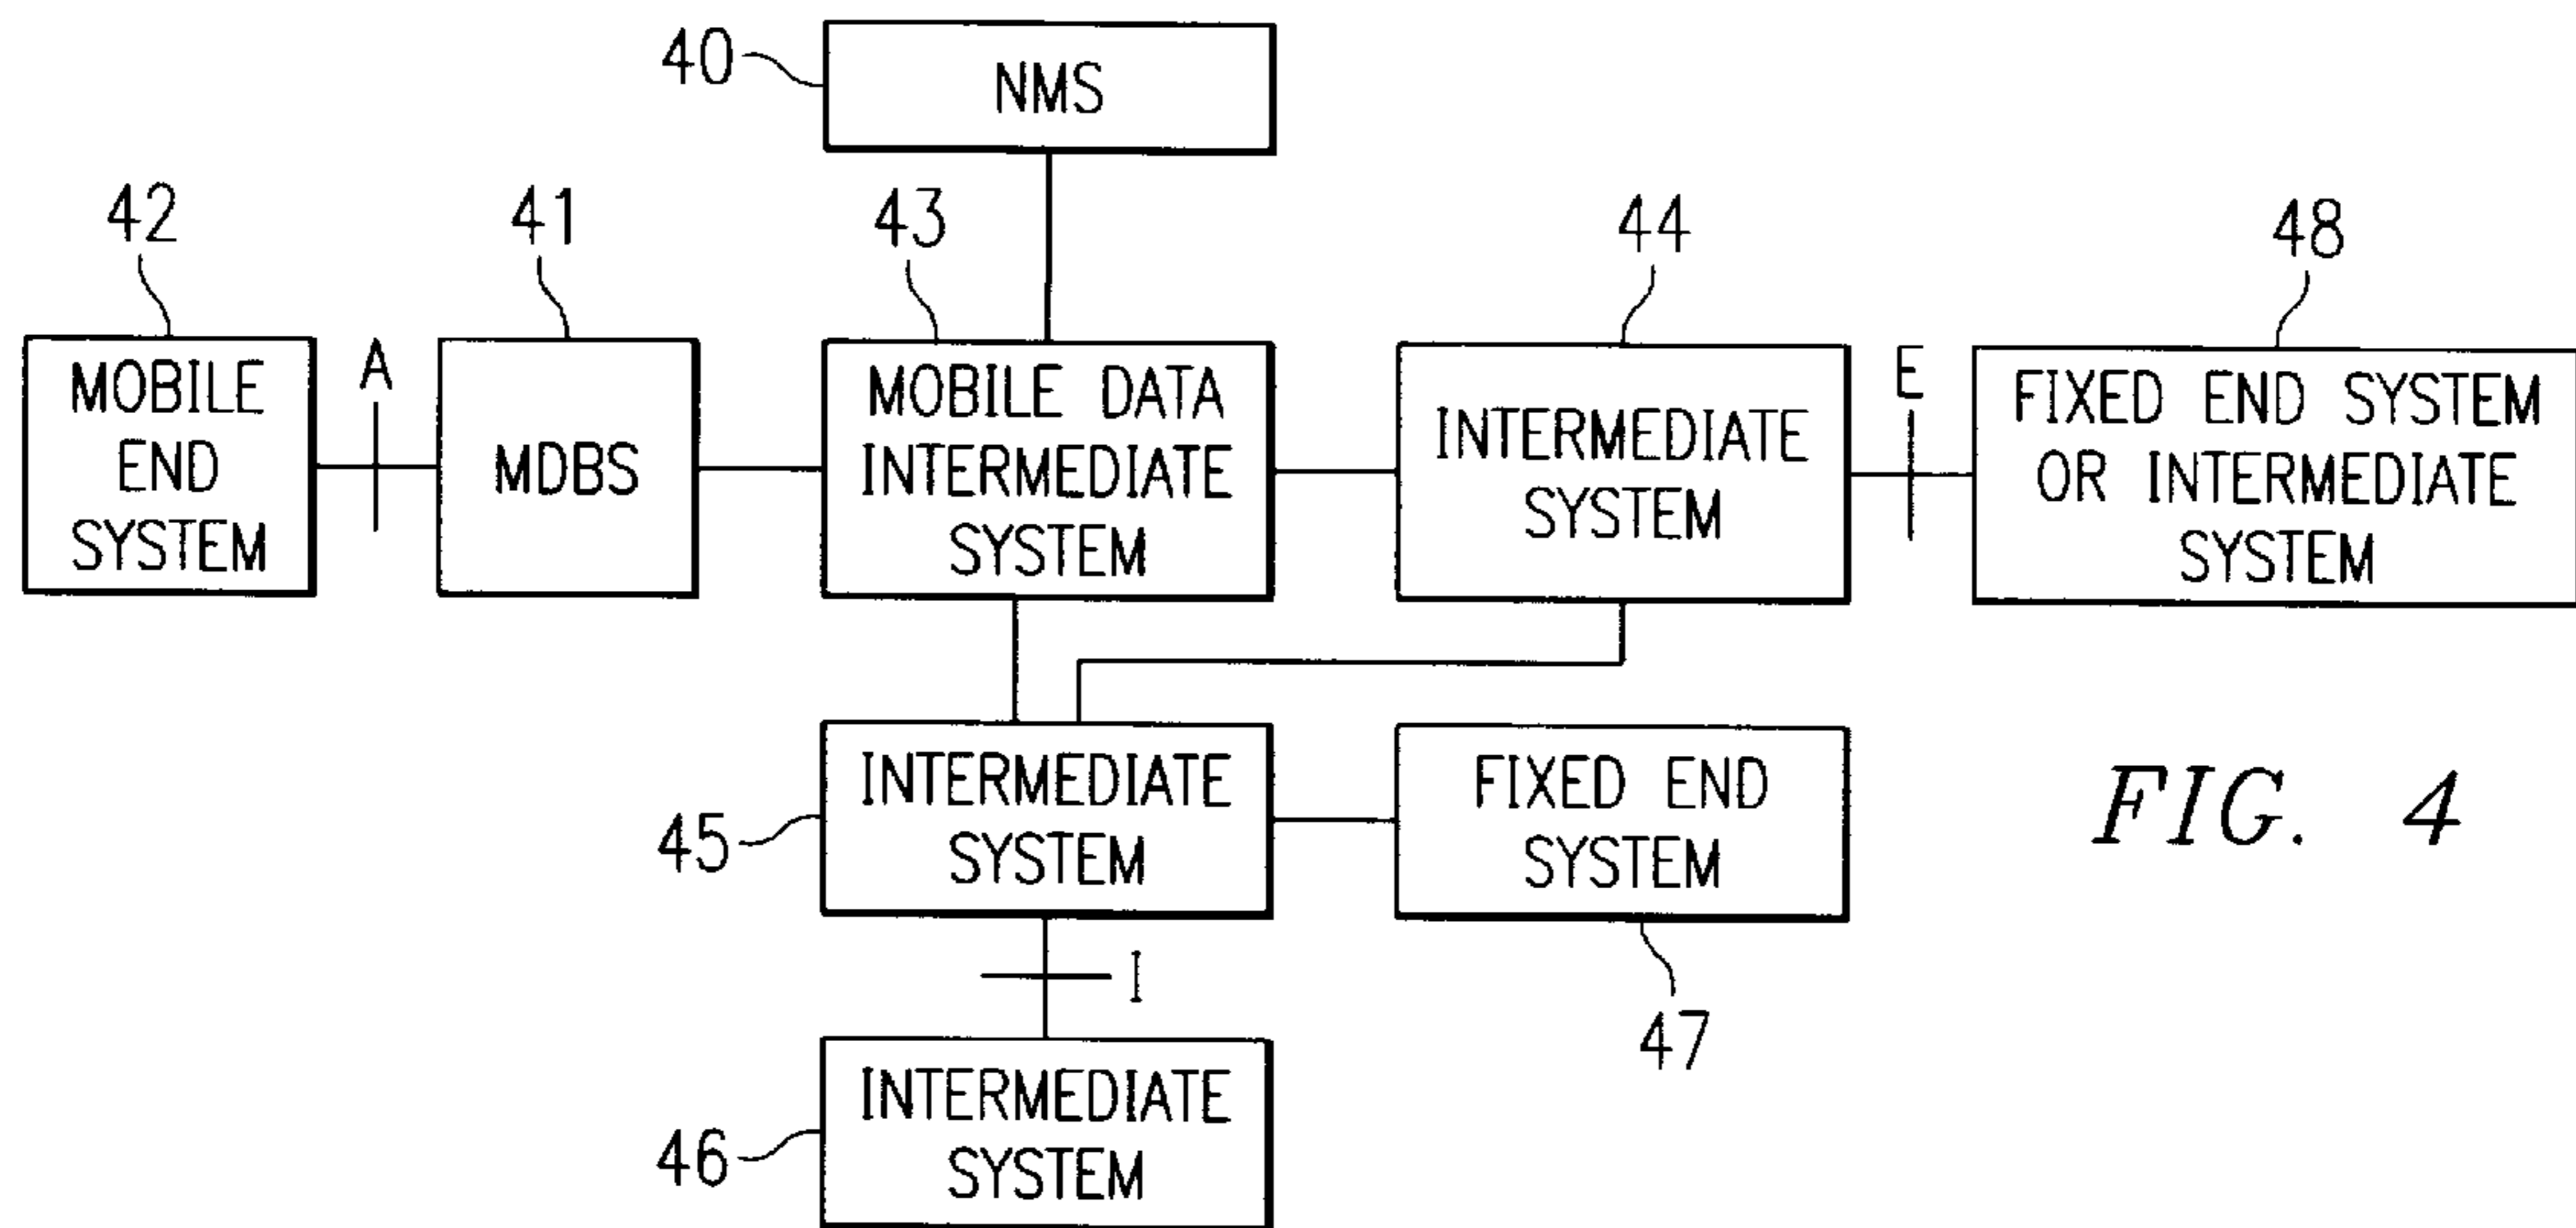 40
NMS
42
41
43
44
48
MOBILE
END
SYSTEM
A
MDBS
MOBILE DATA
INTERMEDIATE
SYSTEM
INTERMEDIATE
SYSTEM
E
FIXED END SYSTEM
OR INTERMEDIATE
SYSTEM
45
INTERMEDIATE
SYSTEM
FIXED END
SYSTEM
FIG. 4
I
47
46
INTERMEDIATE
SYSTEM